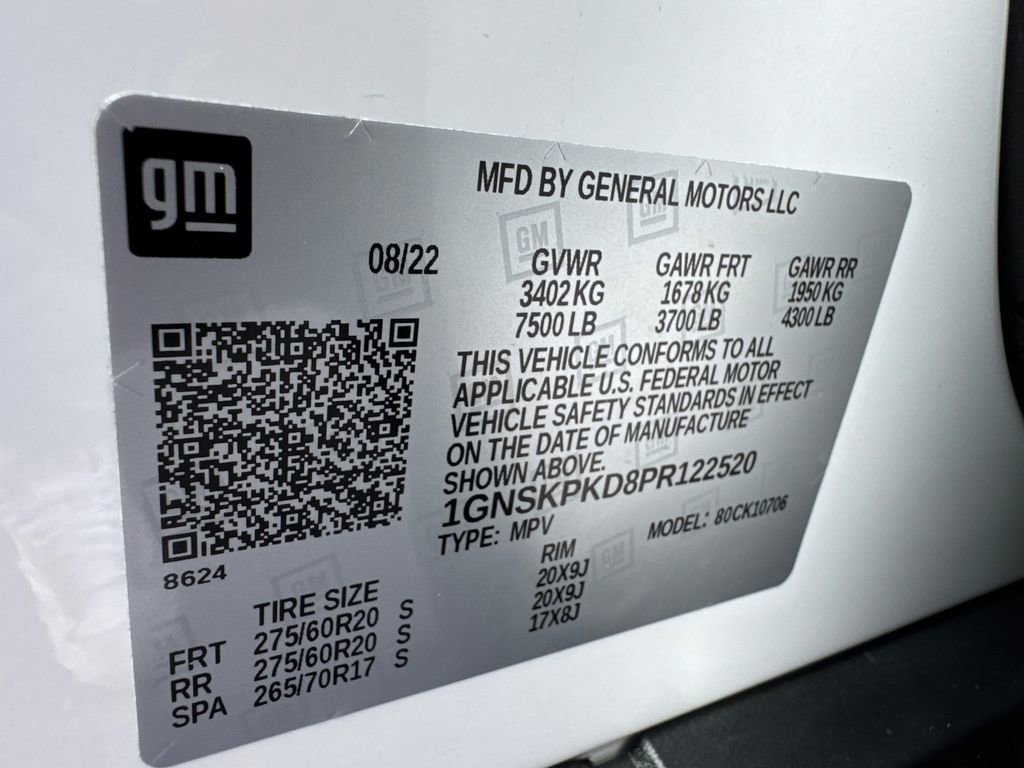 gm
MFD BY GENERAL MOTORS LLC
08/22
GVWR GAWR FRT GAWR RR
3402 KG 1678 KG 1950 KG
7500 LB 3700 LB 4300 LB
THIS VEHICLE CONFORMS TO ALL
APPLICABLE U.S. FEDERAL MOTOR
VEHICLE SAFETY STANDARDS IN EFFECT
ON THE DATE OF MANUFACTURE
SHOWN ABOVE.
1GNSKPKD8PR122520
TYPE: MPV MODEL: 80CK10706
8624
TIRE SIZE RIM
FRT 275/60R20 S 20X9J
RR 275/60R20 S 20X9J
SPA 265/70R17 S 17X8J